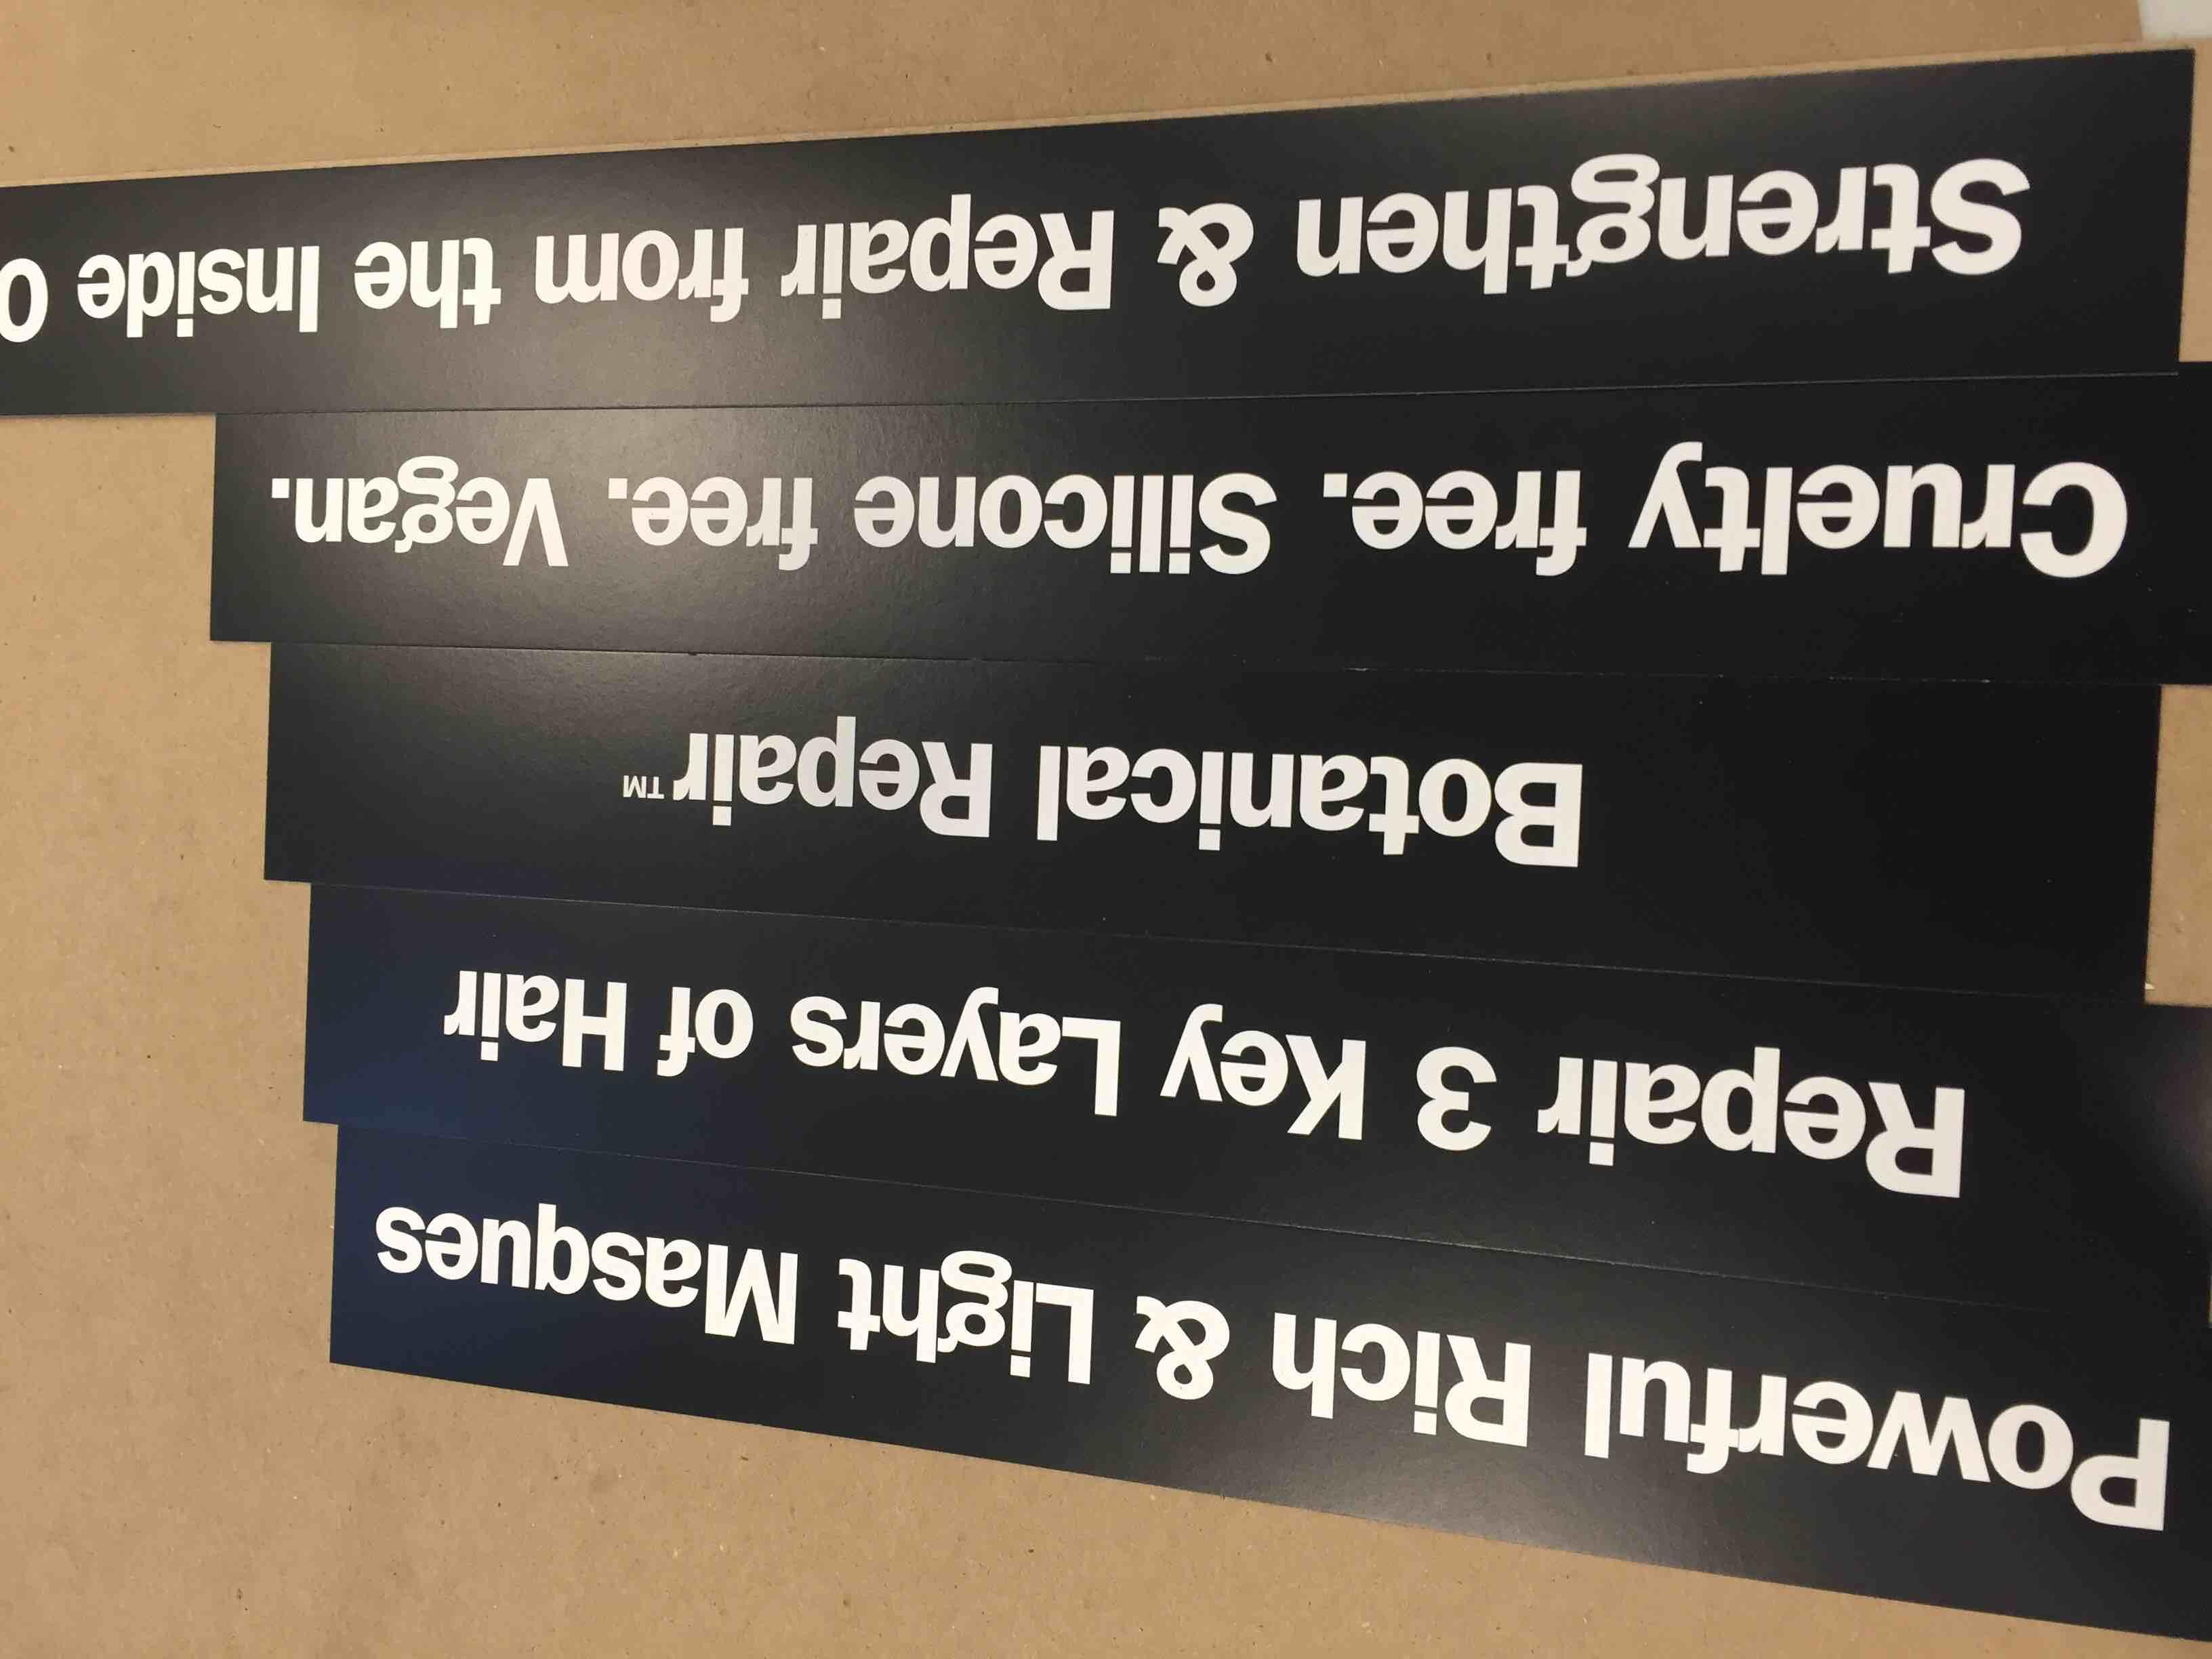 Powerful Rich & Light Masques
Repair 3 Key Layers of Hair
Botanical Repair™
Cruelty free. Silicone free. Vegan.
Strengthen & Repair from the Inside